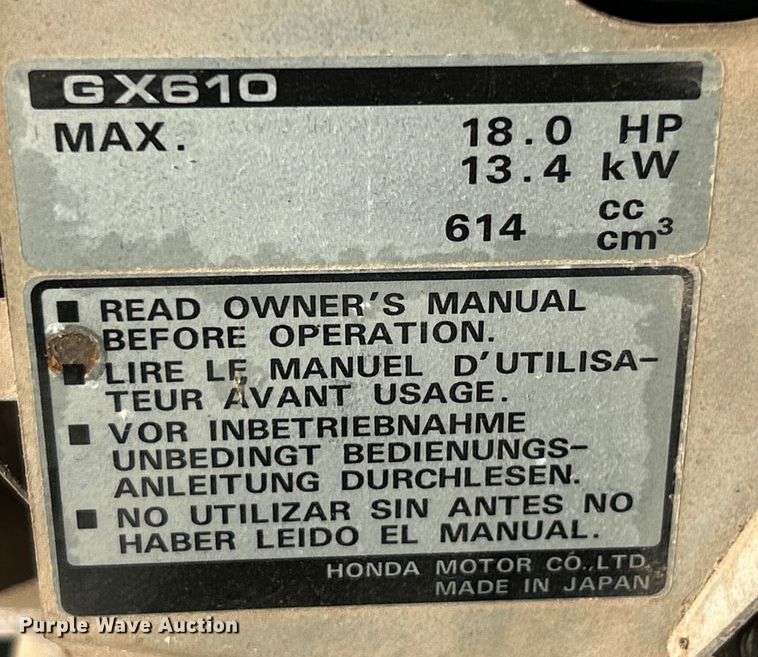 GX610
MAX. 18.0 HP
13.4 kW
614 cc
cm³
■ READ OWNER'S MANUAL
BEFORE OPERATION.
■ LIRE LE MANUEL D'UTILISA-
TEUR AVANT USAGE.
■ VOR INBETRIEBNAHME
UNBEDINGT BEDIENUNGS-
ANLEITUNG DURCHLESEN.
■ NO UTILIZAR SIN ANTES NO
HABER LEIDO EL MANUAL.
HONDA MOTOR CO.,LTD.
MADE IN JAPAN
Purple Wave Auction